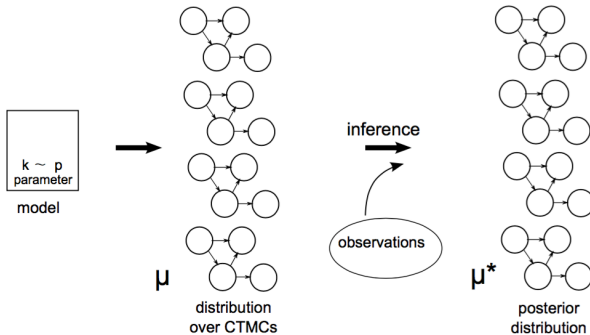 k ~ p
parameter
model
μ
distribution
over CTMCs
inference
observations
μ*
posterior
distribution